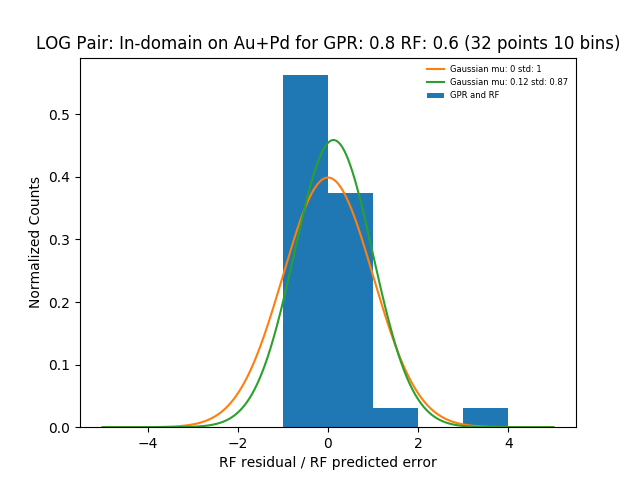 LOG Pair: In-domain on Au+Pd for GPR: 0.8 RF: 0.6 (32 points 10 bins)
Gaussian mu: 0 std: 1
Gaussian mu: 0.12 std: 0.87
GPR and RF
Normalized Counts
0.5
0.4
0.3
0.2
0.1
0.0
−4 −2 0 2 4
RF residual / RF predicted error